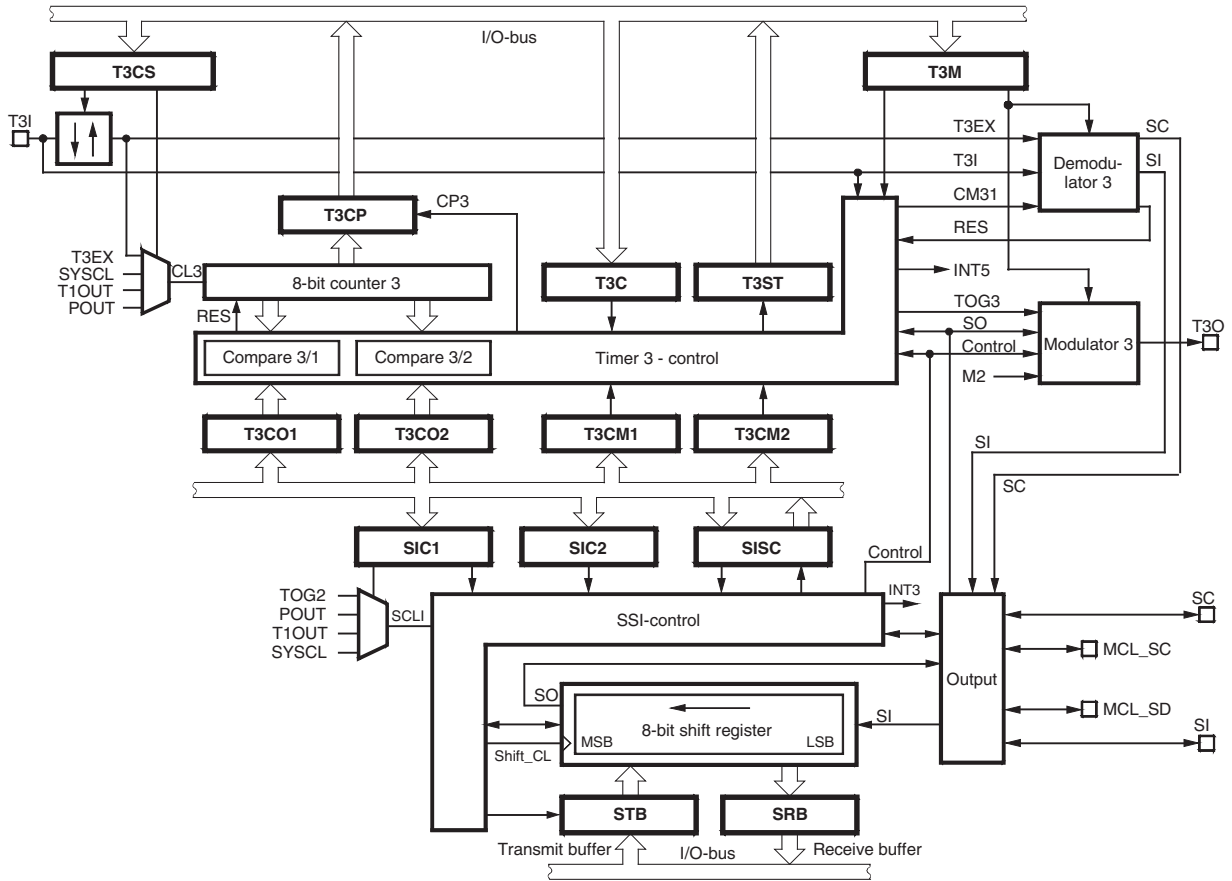 I/O-bus
T3CS
T3M
T3I
T3EX
SC
T3I
SI
Demodu-
lator 3
CM31
T3CP
CP3
RES
T3EX
SYSCL
T1OUT
POUT
CL3
8-bit counter 3
T3C
T3ST
INT5
RES
TOG3
SO
Control
M2
Modulator 3
T3O
Compare 3/1
Compare 3/2
Timer 3 - control
T3CO1
T3CO2
T3CM1
T3CM2
SI
SC
SIC1
SIC2
SISC
Control
TOG2
POUT
T1OUT
SYSCL
SCLI
SSI-control
INT3
SC
MCL_SC
Output
MCL_SD
SI
SO
8-bit shift register
MSB
LSB
SI
Shift_CL
STB
SRB
Transmit buffer
I/O-bus
Receive buffer